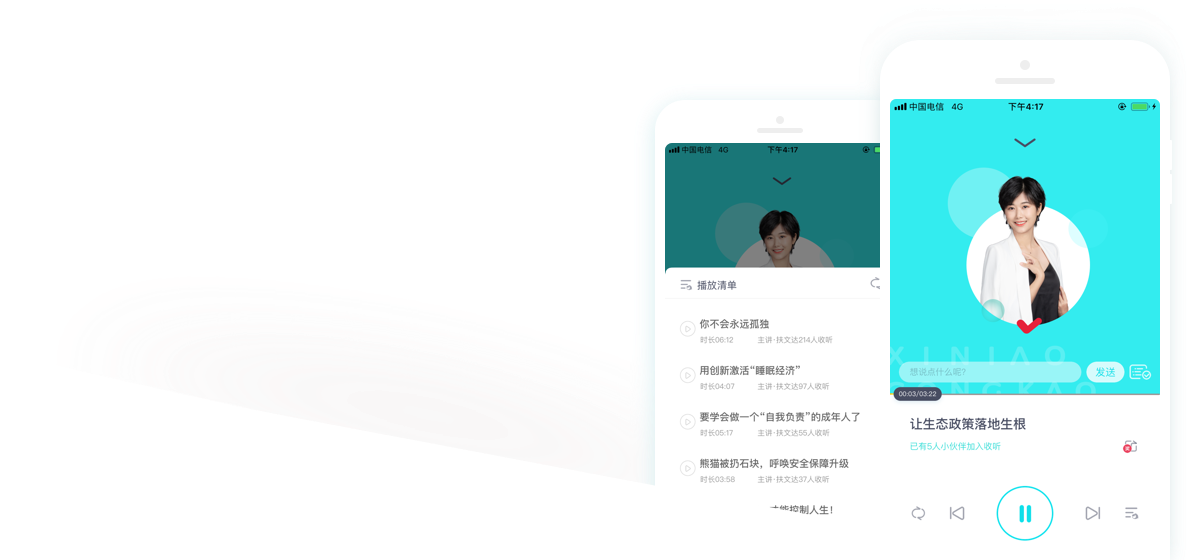 中国电信 4G 下午4:17
播放清单
你不会永远孤独
时长06:12 主讲·扶文达214人收听
用创新激活“睡眠经济”
时长04:07 主讲·扶文达97人收听
要学会做一个“自我负责”的成年人了
时长05:17 主讲·扶文达55人收听
熊猫被扔石块，呼唤安全保障升级
时长03:58 主讲·扶文达37人收听
才能控制人生!
中国电信 4G 下午4:17
XINIAO
GONGKAO
想说点什么呢?
发送
00:03/03:22
让生态政策落地生根
已有5人小伙伴加入收听